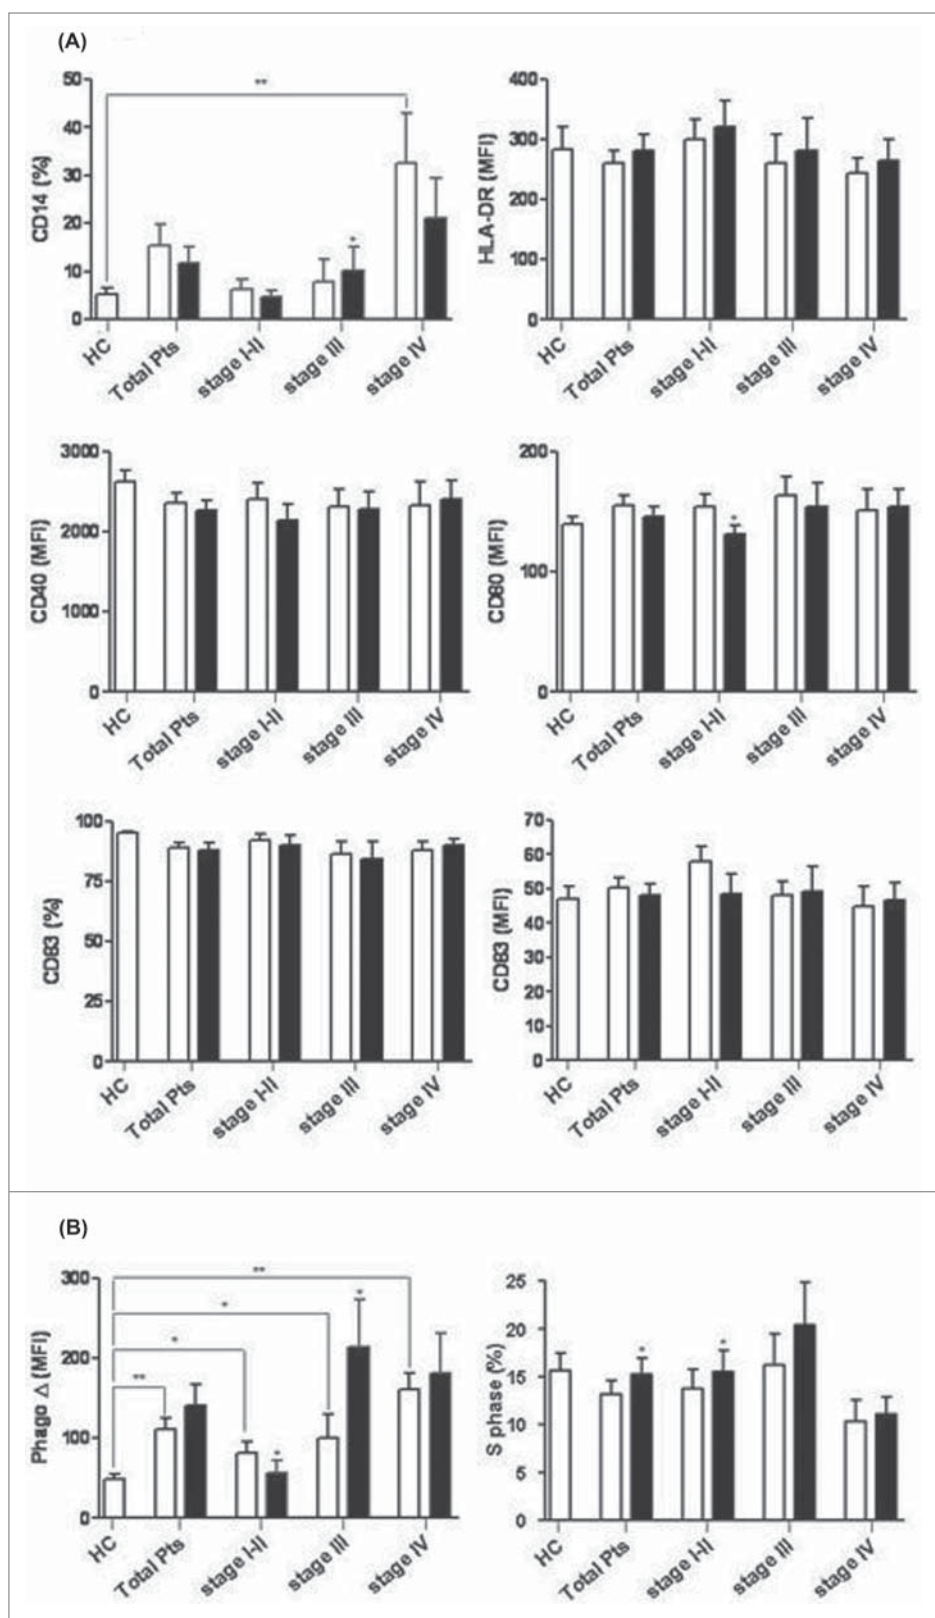 (A)
50
40
30
20
10
0
CD14 (%)
**
*
HC
Total Pts
stage I-II
stage III
stage IV
400
300
200
100
0
HLA-DR (MFI)
HC
Total Pts
stage I-II
stage III
stage IV
3000
2000
1000
0
CD40 (MFI)
HC
Total Pts
stage I-II
stage III
stage IV
200
100
0
CD80 (MFI)
*
HC
Total Pts
stage I-II
stage III
stage IV
100
75
50
25
0
CD83 (%)
HC
Total Pts
stage I-II
stage III
stage IV
70
60
50
40
30
20
10
0
CD83 (MFI)
HC
Total Pts
stage I-II
stage III
stage IV
(B)
300
200
100
0
Phago Δ (MFI)
**
*
*
*
**
*
HC
Total Pts
stage I-II
stage III
stage IV
25
20
15
10
5
0
S phase (%)
*
*
HC
Total Pts
stage I-II
stage III
stage IV